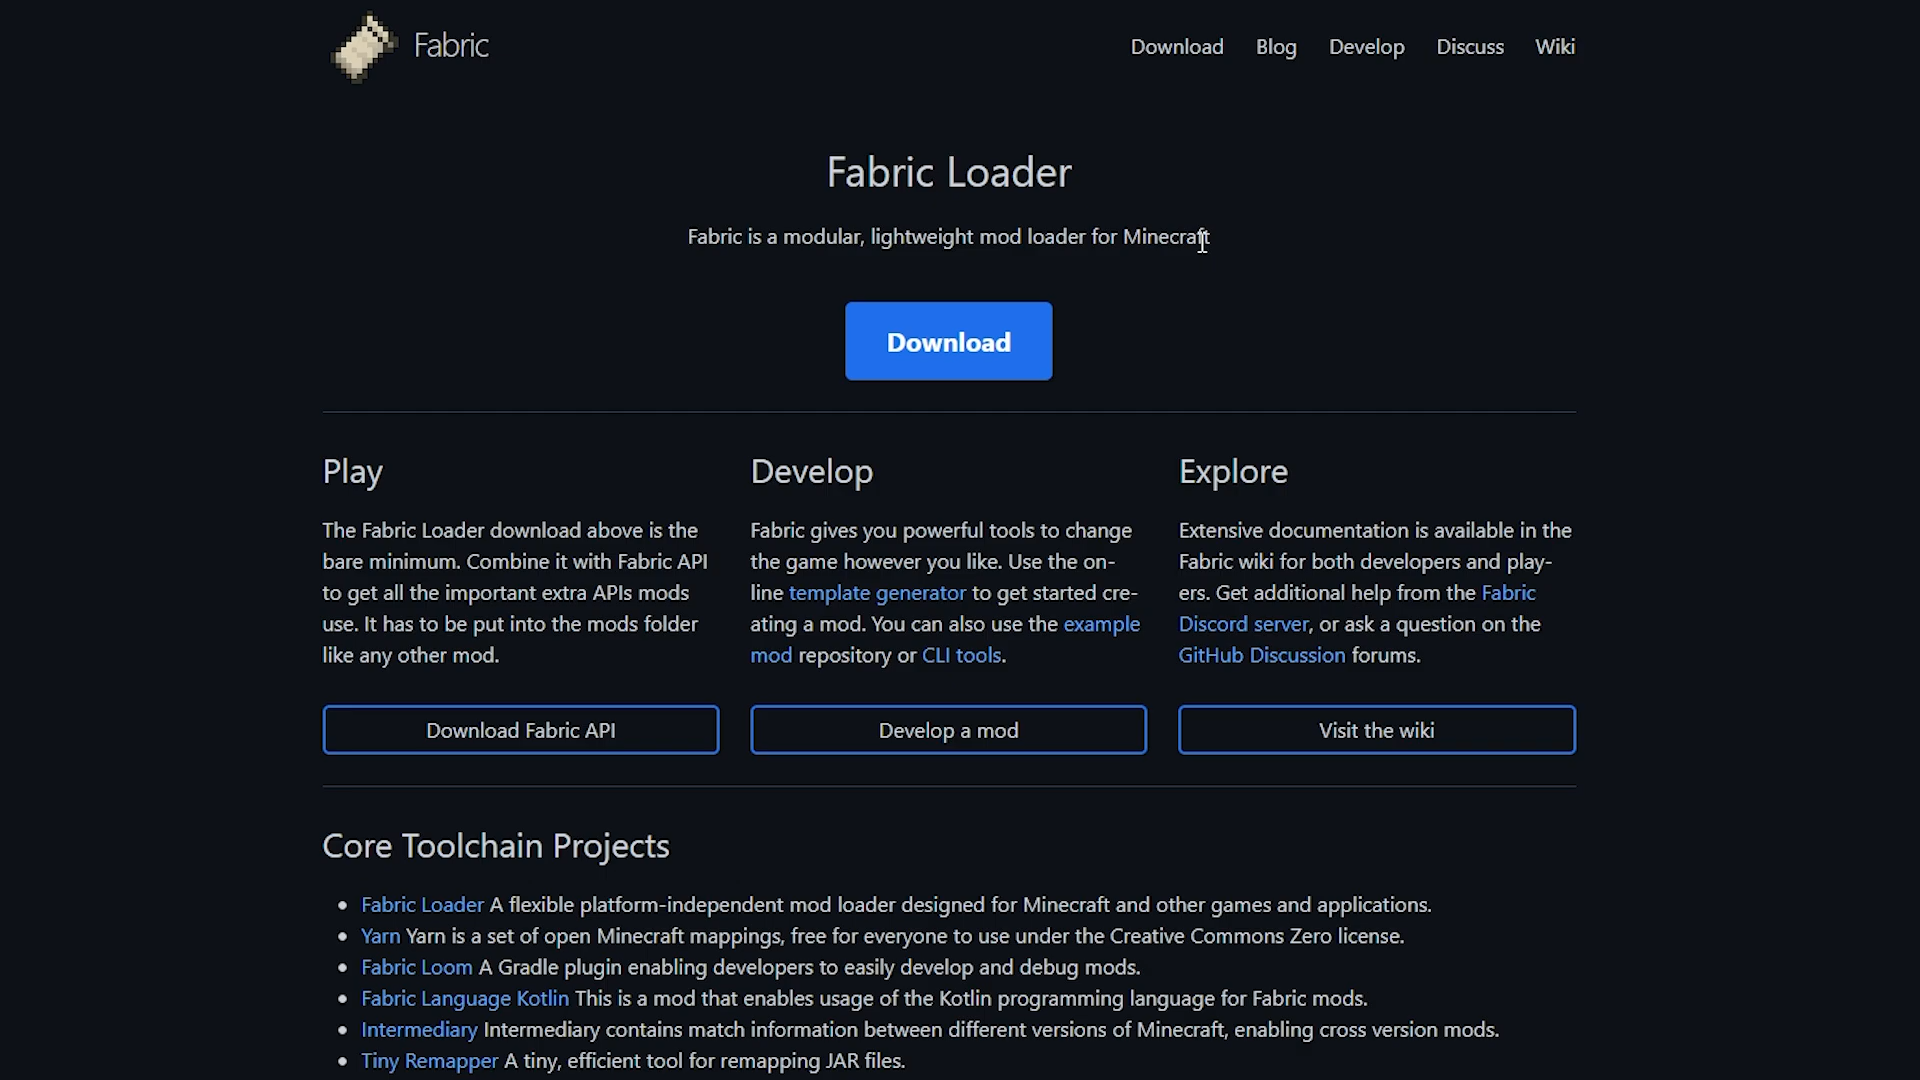 Fabric
Download Blog Develop Discuss Wiki
Fabric Loader
Fabric is a modular, lightweight mod loader for Minecraft
Download
Play
The Fabric Loader download above is the
bare minimum. Combine it with Fabric API
to get all the important extra APIs mods
use. It has to be put into the mods folder
like any other mod.
Download Fabric API
Develop
Fabric gives you powerful tools to change
the game however you like. Use the on-
line template generator to get started cre-
ating a mod. You can also use the example
mod repository or CLI tools.
Develop a mod
Explore
Extensive documentation is available in the
Fabric wiki for both developers and play-
ers. Get additional help from the Fabric
Discord server, or ask a question on the
GitHub Discussion forums.
Visit the wiki
Core Toolchain Projects
• Fabric Loader A flexible platform-independent mod loader designed for Minecraft and other games and applications.
• Yarn Yarn is a set of open Minecraft mappings, free for everyone to use under the Creative Commons Zero license.
• Fabric Loom A Gradle plugin enabling developers to easily develop and debug mods.
• Fabric Language Kotlin This is a mod that enables usage of the Kotlin programming language for Fabric mods.
• Intermediary Intermediary contains match information between different versions of Minecraft, enabling cross version mods.
• Tiny Remapper A tiny, efficient tool for remapping JAR files.